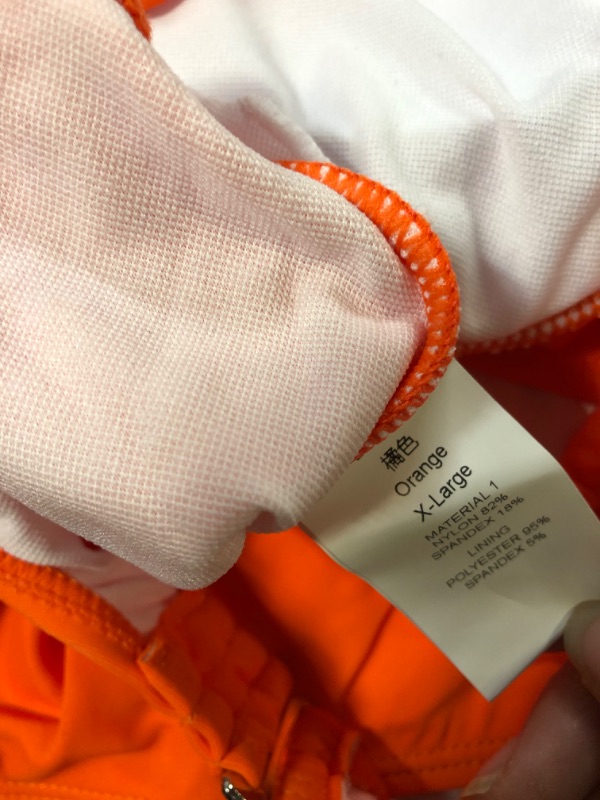 橘色
Orange
X-Large
MATERIAL 1
NYLON 82%
SPANDEX 18%
LINING
POLYESTER 95%
SPANDEX 5%